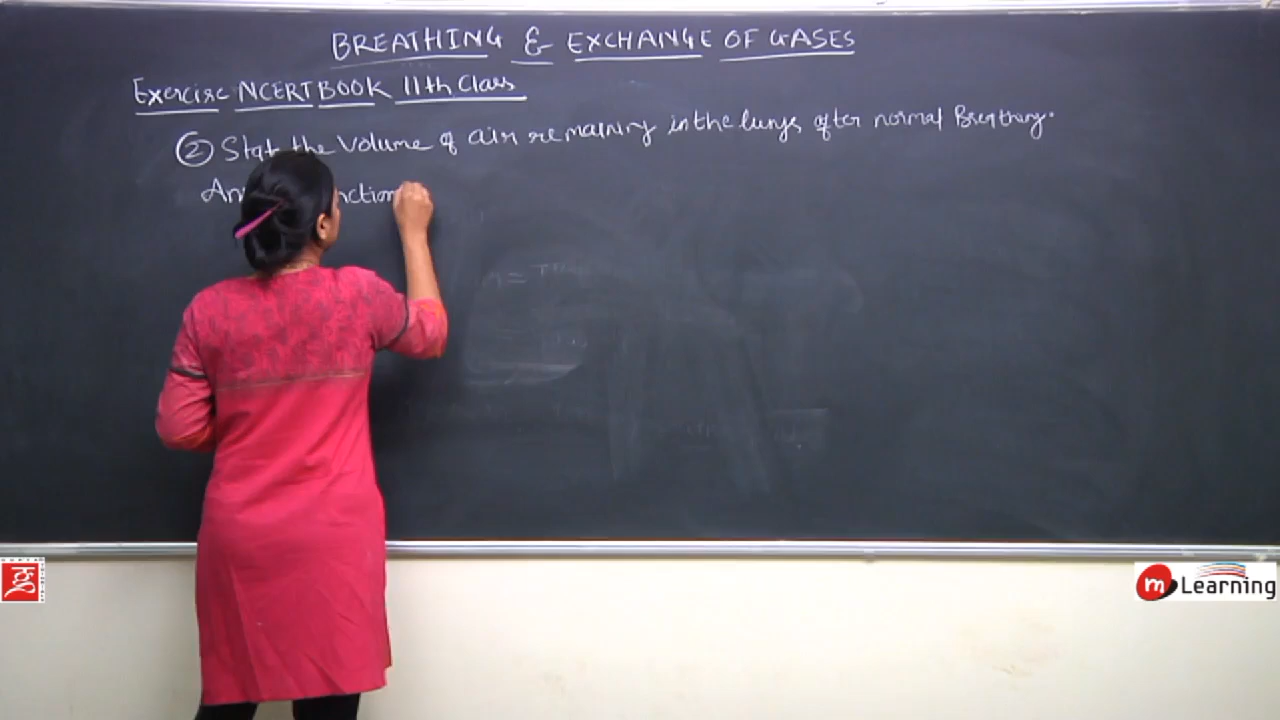 BREATHING & EXCHANGE OF GASES
Exercise NCERT BOOK 11th Class
② State the Volume of air remaining in the lungs after normal Breathing.
nction
m Learning